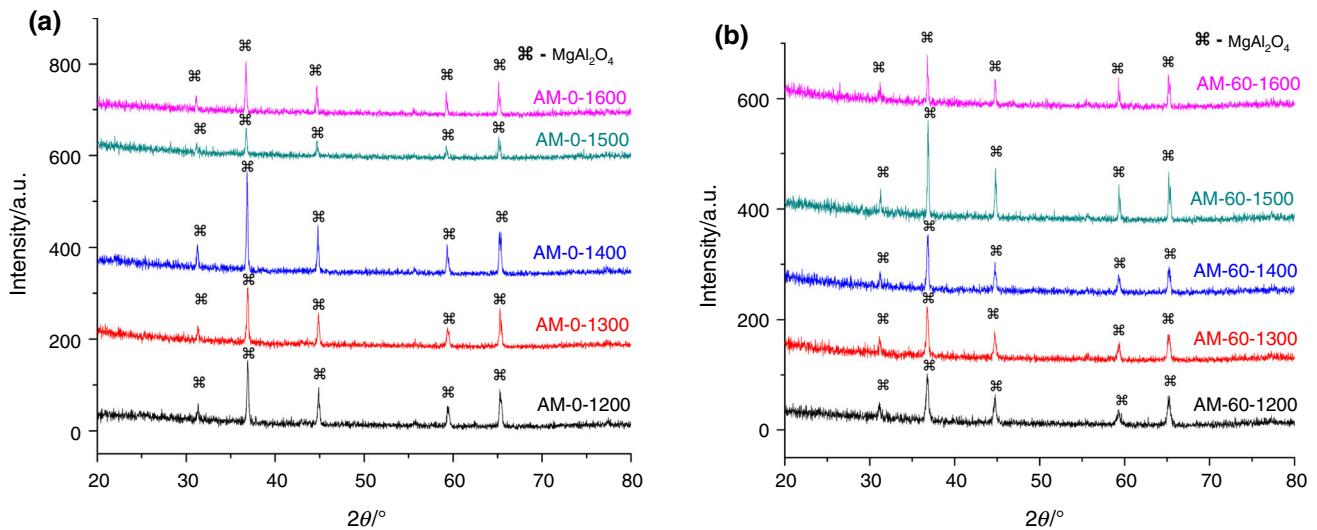 (a)
⌘ - MgAl₂O₄
800
600
400
200
0
Intensity/a.u.
⌘ ⌘ ⌘ ⌘ ⌘
AM-0-1600
⌘ ⌘ ⌘ ⌘ ⌘
AM-0-1500
⌘ ⌘ ⌘ ⌘ ⌘
AM-0-1400
⌘ ⌘ ⌘ ⌘ ⌘
AM-0-1300
⌘ ⌘ ⌘ ⌘ ⌘
AM-0-1200
20 30 40 50 60 70 80
2θ/°
(b)
⌘ - MgAl₂O₄
600
400
200
0
Intensity/a.u.
⌘ ⌘ ⌘ ⌘ ⌘
AM-60-1600
⌘ ⌘ ⌘ ⌘ ⌘
AM-60-1500
⌘ ⌘ ⌘ ⌘ ⌘
AM-60-1400
⌘ ⌘ ⌘ ⌘ ⌘
AM-60-1300
⌘ ⌘ ⌘ ⌘ ⌘
AM-60-1200
20 30 40 50 60 70 80
2θ/°